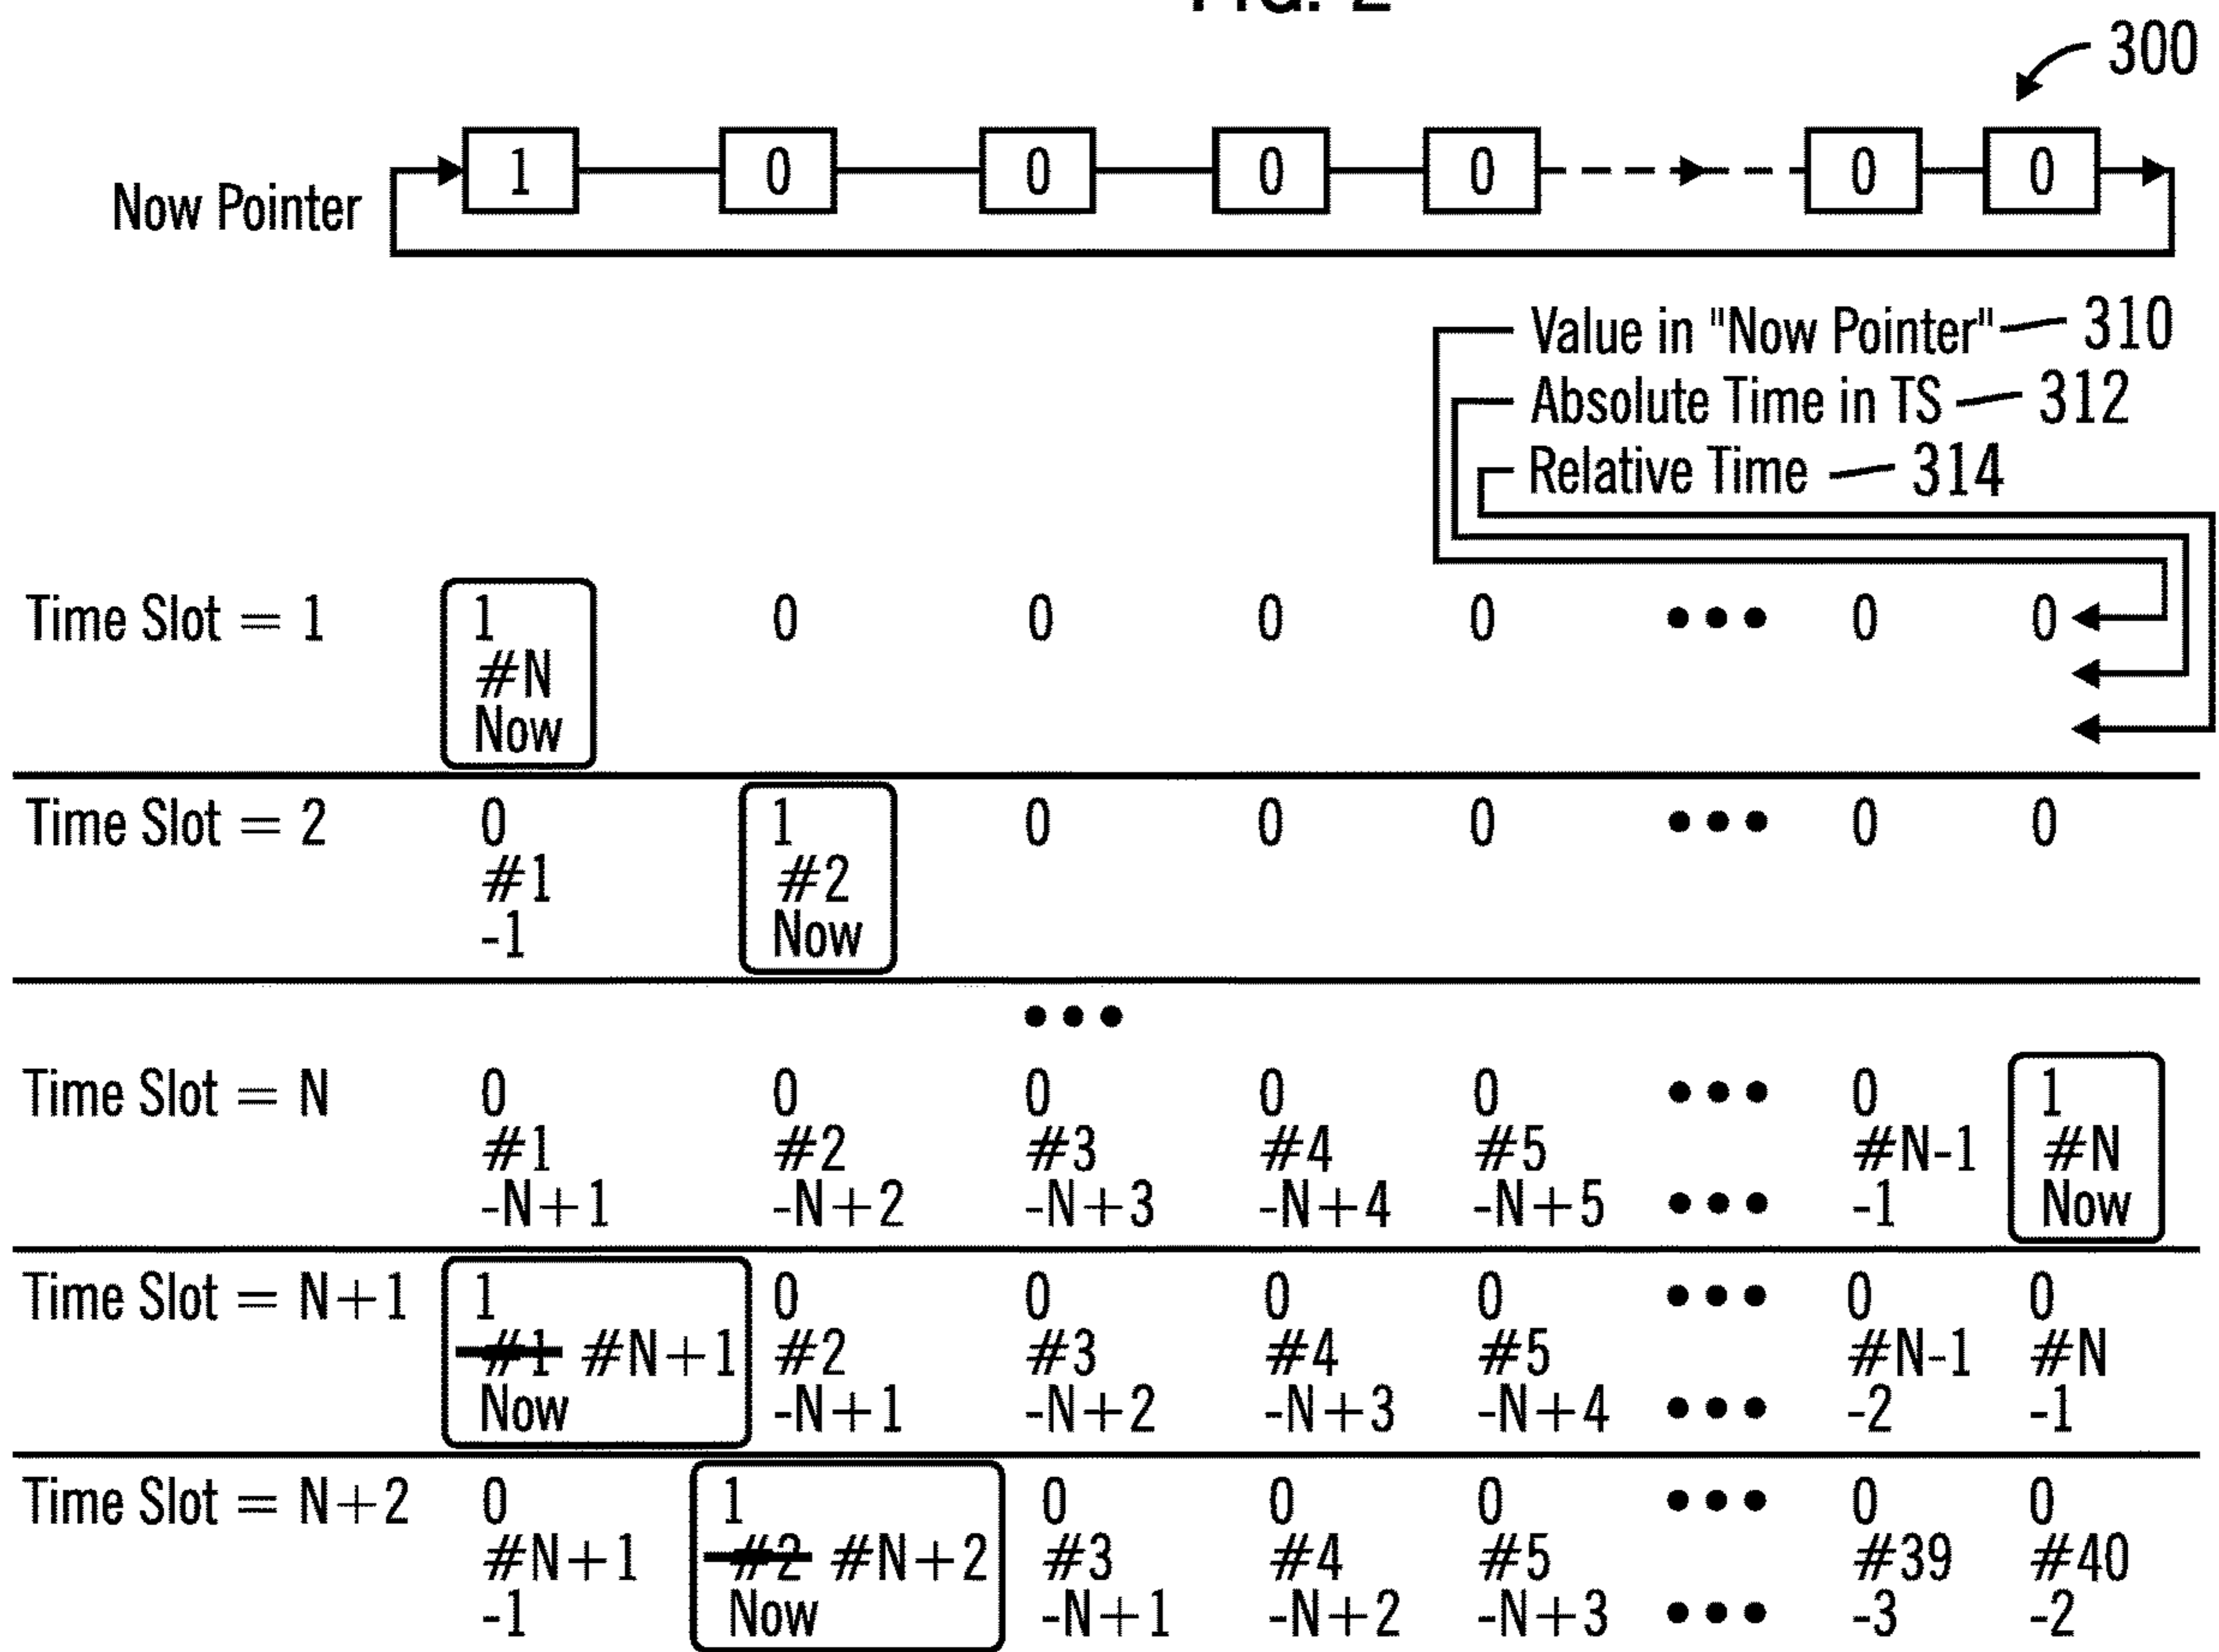 FIG. 2
300
Now Pointer 1 0 0 0 0 0 0
Value in "Now Pointer" 310
Absolute Time in TS 312
Relative Time 314
Time Slot = 1 1 0 0 0 0 ••• 0 0
#N
Now
Time Slot = 2 0 1 0 0 0 ••• 0 0
#1 #2
-1 Now
•••
Time Slot = N 0 0 0 0 0 ••• 0 1
#1 #2 #3 #4 #5 #N-1 #N
-N+1 -N+2 -N+3 -N+4 -N+5 ••• -1 Now
Time Slot = N+1 1 0 0 0 0 ••• 0 0
#1 #N+1 #2 #3 #4 #5 #N-1 #N
Now -N+1 -N+2 -N+3 -N+4 ••• -2 -1
Time Slot = N+2 0 1 0 0 0 ••• 0 0
#N+1 #2 #N+2 #3 #4 #5 #39 #40
-1 Now -N+1 -N+2 -N+3 ••• -3 -2